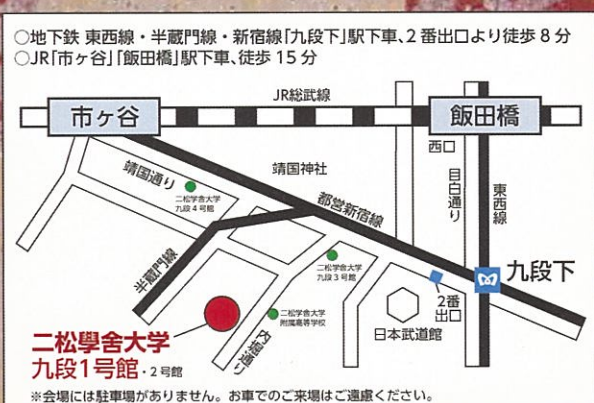 ○地下鉄 東西線・半蔵門線・新宿線「九段下」駅下車、2番出口より徒歩8分
○JR「市ヶ谷」「飯田橋」駅下車、徒歩15分
JR総武線
市ヶ谷
飯田橋
西口
靖国神社
靖国通り
目白通り
東西線
二松学舎大学
九段4号館
都営新宿線
半蔵門線
二松学舎大学
九段3号館
九段下
2番
出口
日本武道館
二松学舎大学
附属高等学校
内堀通り
二松學舍大学
九段1号館・2号館
※会場には駐車場がありません。お車でのご来場はご遠慮ください。